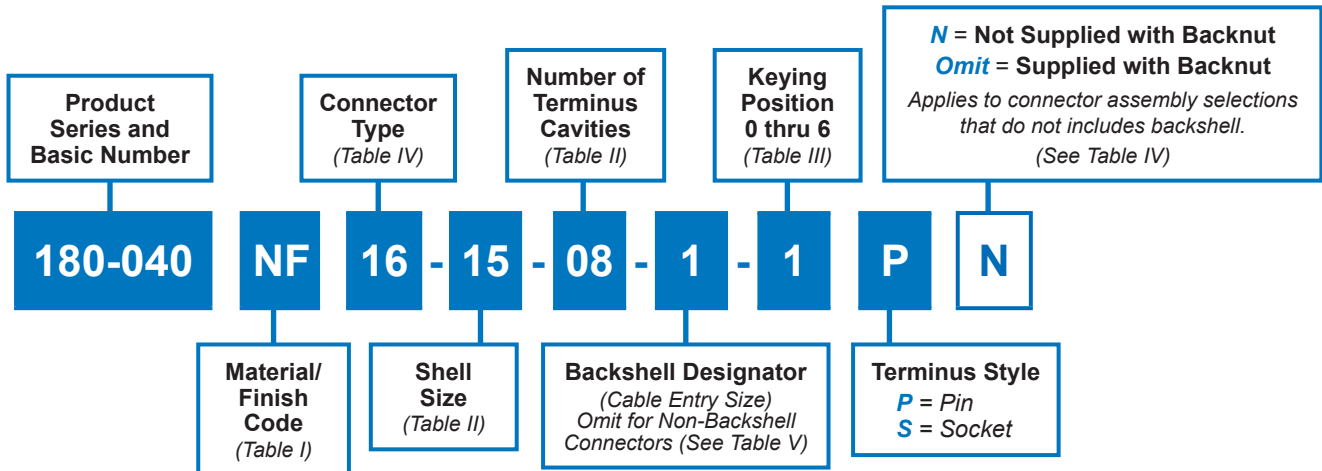 Product
Series and
Basic Number
Connector
Type
(Table IV)
Number of
Terminus
Cavities
(Table II)
Keying
Position
0 thru 6
(Table III)
N = Not Supplied with Backnut
Omit = Supplied with Backnut
Applies to connector assembly selections
that do not includes backshell.
(See Table IV)
180-040 NF 16 - 15 - 08 - 1 - 1 P N
Material/
Finish
Code
(Table I)
Shell
Size
(Table II)
Backshell Designator
(Cable Entry Size)
Omit for Non-Backshell
Connectors (See Table V)
Terminus Style
P = Pin
S = Socket